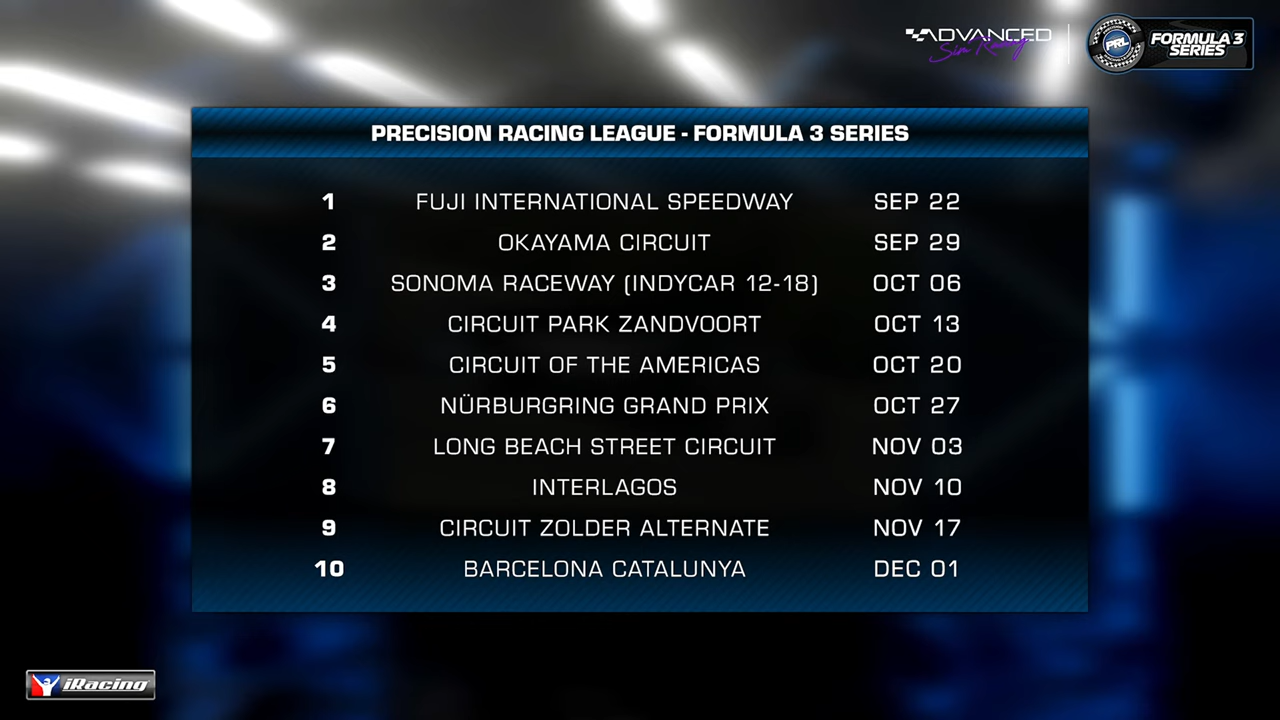 ADVANCED
Sim Racing
PRL
FORMULA 3
SERIES
PRECISION RACING LEAGUE - FORMULA 3 SERIES
1 FUJI INTERNATIONAL SPEEDWAY SEP 22
2 OKAYAMA CIRCUIT SEP 29
3 SONOMA RACEWAY (INDYCAR 12-18) OCT 06
4 CIRCUIT PARK ZANDVOORT OCT 13
5 CIRCUIT OF THE AMERICAS OCT 20
6 NÜRBURGRING GRAND PRIX OCT 27
7 LONG BEACH STREET CIRCUIT NOV 03
8 INTERLAGOS NOV 10
9 CIRCUIT ZOLDER ALTERNATE NOV 17
10 BARCELONA CATALUNYA DEC 01
iRacing